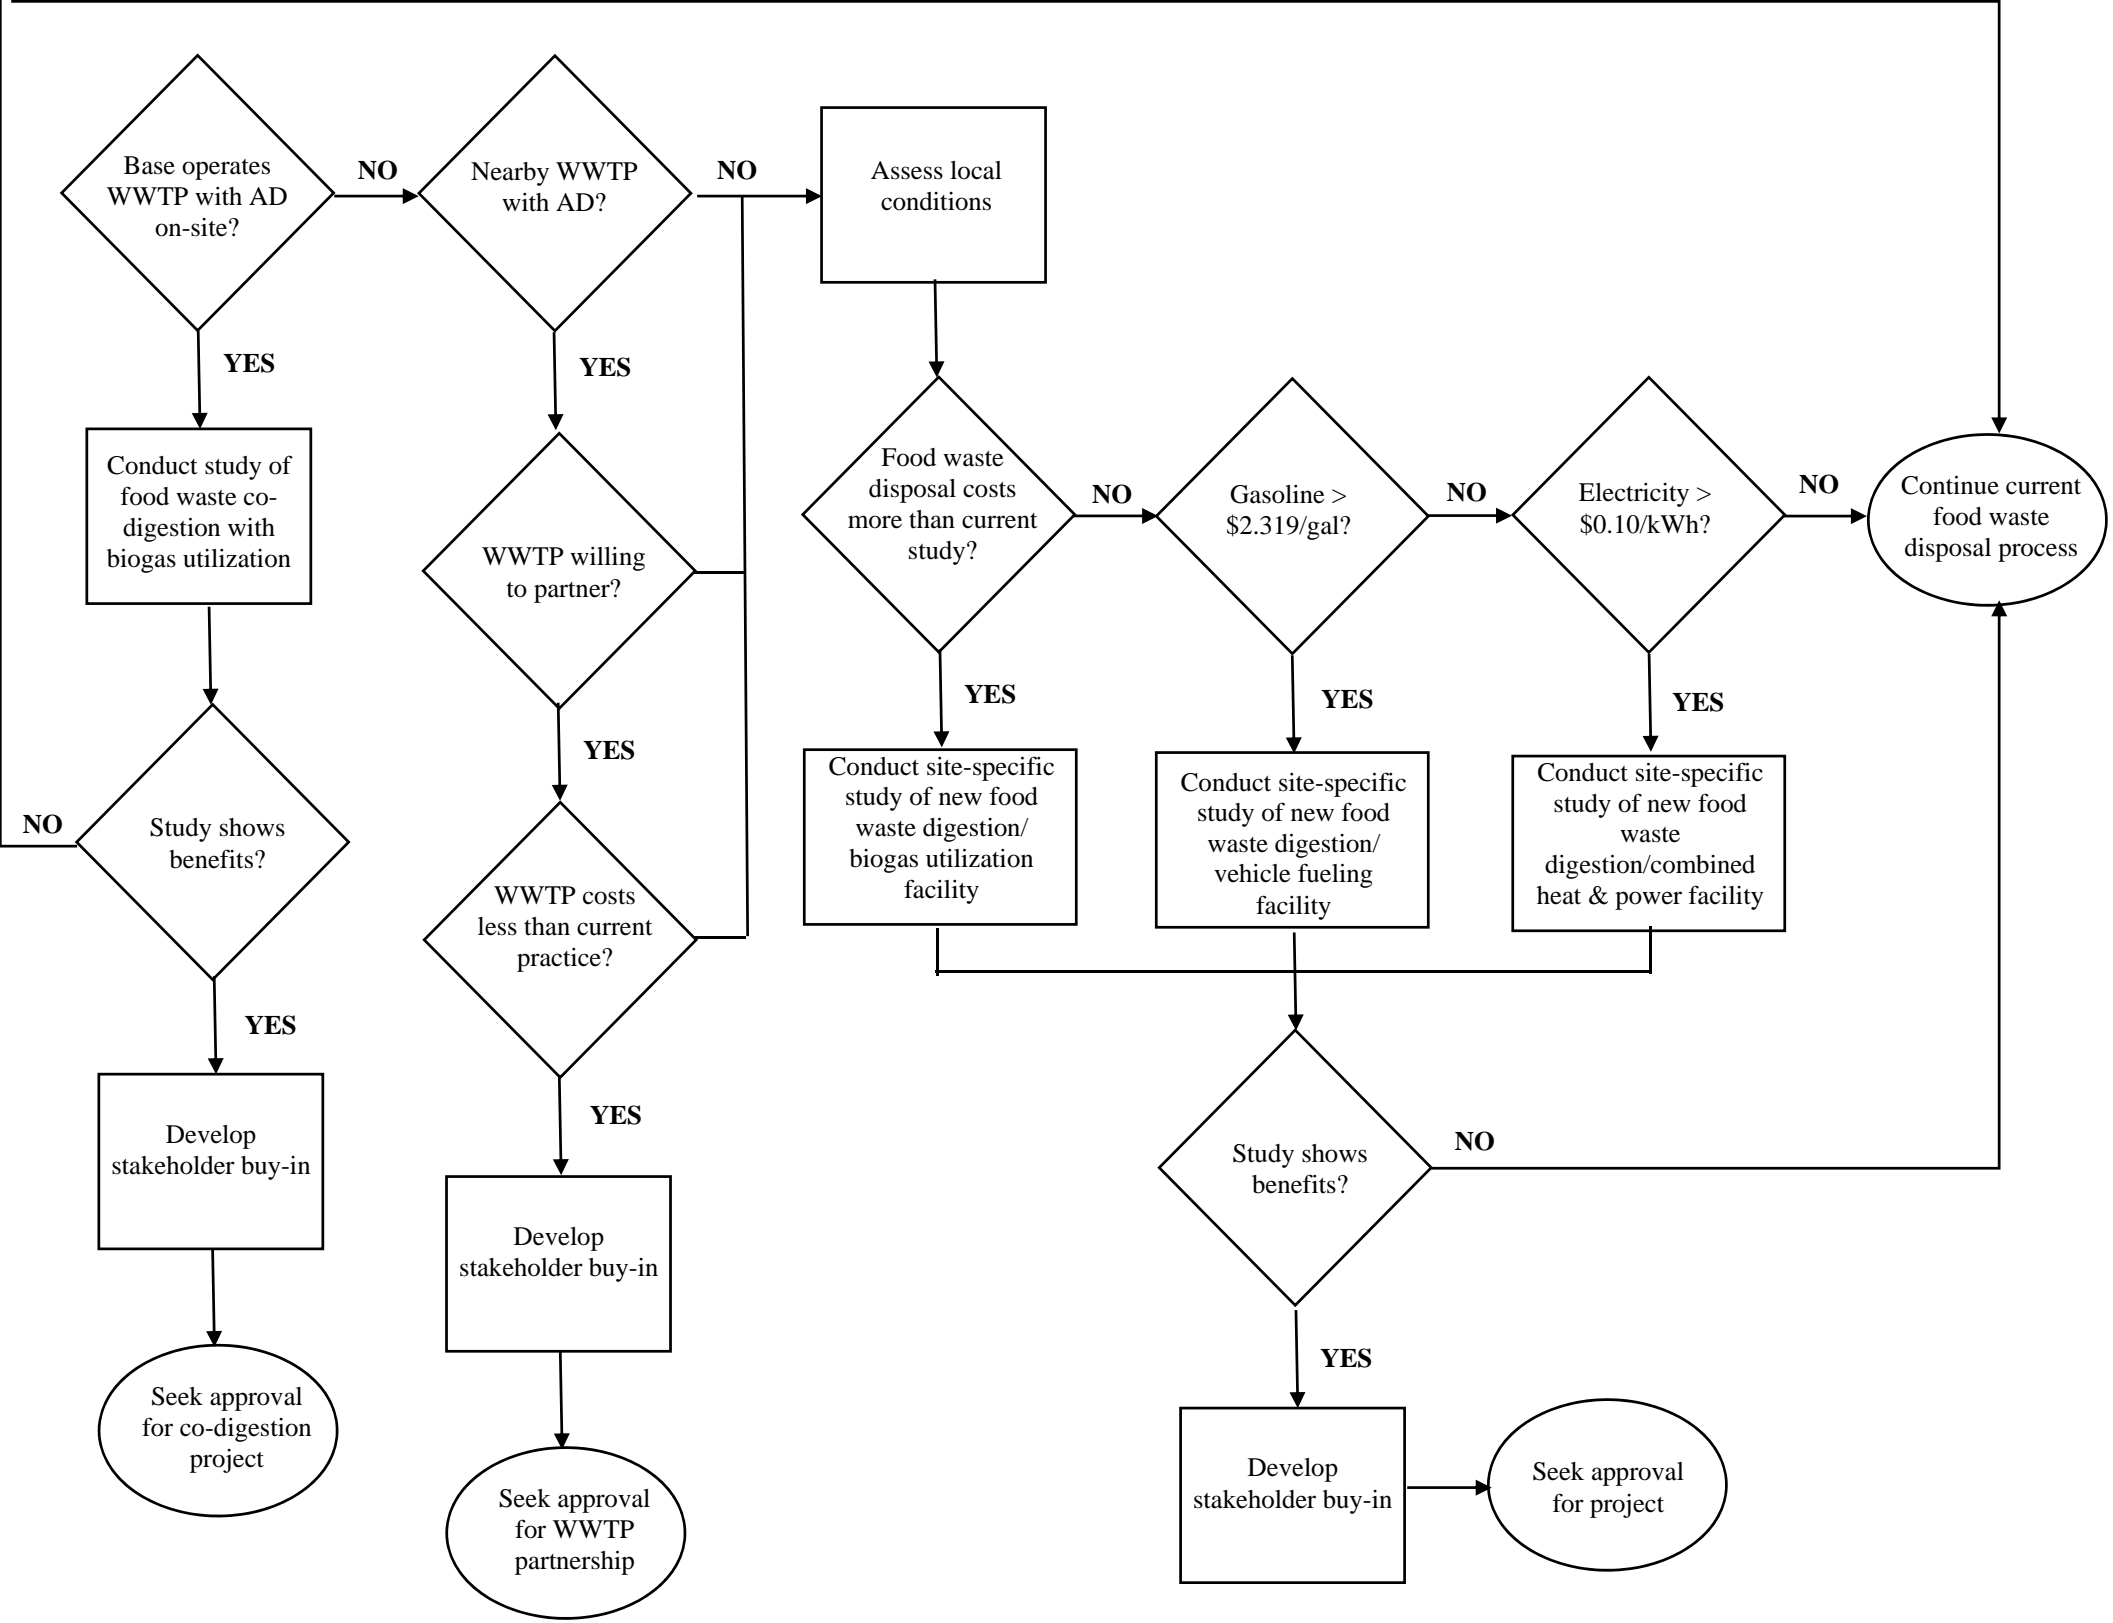 Base operates
WWTP with AD
on-site?
NO
Nearby WWTP
with AD?
NO
Assess local
conditions
YES
YES
Conduct study of
food waste co-
digestion with
biogas utilization
WWTP willing
to partner?
Food waste
disposal costs
more than current
study?
NO
Gasoline >
$2.319/gal?
NO
Electricity >
$0.10/kWh?
NO
Continue current
food waste
disposal process
YES
YES
YES
YES
NO
Study shows
benefits?
WWTP costs
less than current
practice?
Conduct site-specific
study of new food
waste digestion/
biogas utilization
facility
Conduct site-specific
study of new food
waste digestion/
vehicle fueling
facility
Conduct site-specific
study of new food
waste
digestion/combined
heat & power facility
YES
YES
Study shows
benefits?
NO
Develop
stakeholder buy-in
Develop
stakeholder buy-in
YES
Seek approval
for co-digestion
project
Seek approval
for WWTP
partnership
Develop
stakeholder buy-in
Seek approval
for project